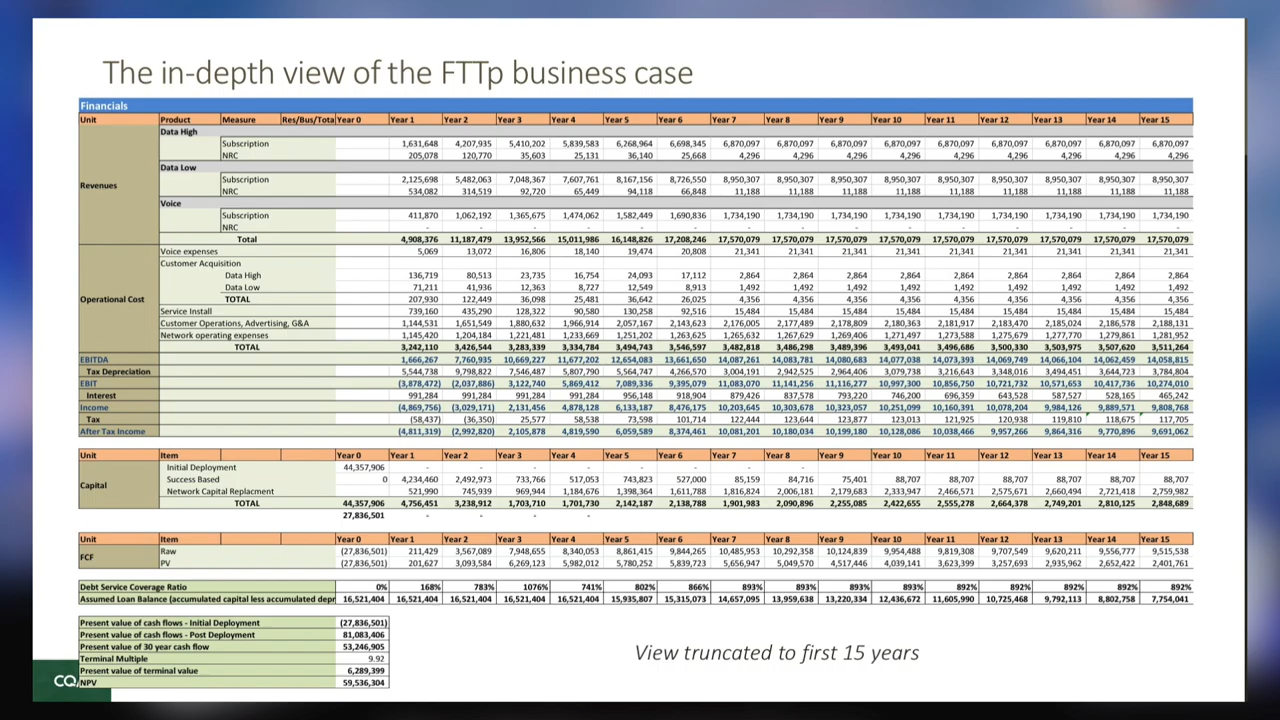 The in-depth view of the FTTp business case
Financials
Unit Product Measure Res/Bus/Tota Year 0 Year 1 Year 2 Year 3 Year 4 Year 5 Year 6 Year 7 Year 8 Year 9 Year 10 Year 11 Year 12 Year 13 Year 14 Year 15
Data High
Subscription 1,631,648 4,207,935 5,410,202 5,839,583 6,268,964 6,698,345 6,870,097 6,870,097 6,870,097 6,870,097 6,870,097 6,870,097 6,870,097 6,870,097 6,870,097
NRC 205,078 120,770 35,603 25,131 36,140 25,668 4,296 4,296 4,296 4,296 4,296 4,296 4,296 4,296 4,296
Data Low
Subscription 2,125,698 5,482,063 7,048,367 7,607,761 8,167,156 8,726,550 8,950,307 8,950,307 8,950,307 8,950,307 8,950,307 8,950,307 8,950,307 8,950,307 8,950,307
Revenues
NRC 534,082 314,519 92,720 65,449 94,118 66,848 11,188 11,188 11,188 11,188 11,188 11,188 11,188 11,188 11,188
Voice
Subscription 411,870 1,062,192 1,365,675 1,474,062 1,582,449 1,690,836 1,734,190 1,734,190 1,734,190 1,734,190 1,734,190 1,734,190 1,734,190 1,734,190 1,734,190
NRC - - - - - - - - - - - - - - -
Total 4,908,376 11,187,479 13,952,566 15,011,986 16,148,826 17,208,246 17,570,079 17,570,079 17,570,079 17,570,079 17,570,079 17,570,079 17,570,079 17,570,079 17,570,079
Voice expenses 5,069 13,072 16,806 18,140 19,474 20,808 21,341 21,341 21,341 21,341 21,341 21,341 21,341 21,341 21,341
Customer Acquisition
Data High 136,719 80,513 23,735 16,754 24,093 17,112 2,864 2,864 2,864 2,864 2,864 2,864 2,864 2,864 2,864
Data Low 71,211 41,936 12,363 8,727 12,549 8,913 1,492 1,492 1,492 1,492 1,492 1,492 1,492 1,492 1,492
Operational Cost TOTAL 207,930 122,449 36,098 25,481 36,642 26,025 4,356 4,356 4,356 4,356 4,356 4,356 4,356 4,356 4,356
Service Install 739,160 435,290 128,322 90,580 130,258 92,516 15,484 15,484 15,484 15,484 15,484 15,484 15,484 15,484 15,484
Customer Operations, Advertising, G&A 1,144,531 1,651,549 1,880,632 1,966,914 2,057,167 2,143,623 2,176,005 2,177,489 2,178,809 2,180,363 2,181,917 2,183,470 2,185,024 2,186,578 2,188,131
Network operating expenses 1,145,420 1,204,184 1,221,481 1,233,669 1,251,202 1,263,625 1,265,632 1,267,629 1,269,406 1,271,497 1,273,588 1,275,679 1,277,770 1,279,861 1,281,952
TOTAL 3,242,110 3,426,544 3,283,339 3,334,784 3,494,743 3,546,597 3,482,818 3,486,298 3,489,396 3,493,041 3,496,686 3,500,330 3,503,975 3,507,620 3,511,264
EBITDA 1,666,267 7,760,935 10,669,227 11,677,202 12,654,083 13,661,650 14,087,261 14,083,781 14,080,683 14,077,038 14,073,393 14,069,749 14,066,104 14,062,459 14,058,815
Tax Depreciation 5,544,738 9,798,822 7,546,487 5,807,790 5,564,747 4,266,570 3,004,191 2,942,525 2,964,406 3,079,738 3,216,643 3,348,016 3,494,451 3,644,723 3,784,804
EBIT (3,878,472) (2,037,886) 3,122,740 5,869,412 7,089,336 9,395,079 11,083,070 11,141,256 11,116,277 10,997,300 10,856,750 10,721,732 10,571,653 10,417,736 10,274,010
Interest 991,284 991,284 991,284 991,284 956,148 918,904 879,426 837,578 793,220 746,200 696,359 643,528 587,527 528,165 465,242
Income (4,869,756) (3,029,171) 2,131,456 4,878,128 6,133,187 8,476,175 10,203,645 10,303,678 10,323,057 10,251,099 10,160,391 10,078,204 9,984,126 9,889,571 9,808,768
Tax (58,437) (36,350) 25,577 58,538 73,598 101,714 122,444 123,644 123,877 123,013 121,925 120,938 119,810 118,675 117,705
After Tax Income (4,811,319) (2,992,820) 2,105,878 4,819,590 6,059,589 8,374,461 10,081,201 10,180,034 10,199,180 10,128,086 10,038,466 9,957,266 9,864,316 9,770,896 9,691,062
Unit Item Year 0 Year 1 Year 2 Year 3 Year 4 Year 5 Year 6 Year 7 Year 8 Year 9 Year 10 Year 11 Year 12 Year 13 Year 14 Year 15
Initial Deployment 44,357,906 - - - - - - - -
Success Based 0 4,234,460 2,492,973 733,766 517,053 743,823 527,000 85,159 84,716 75,401 88,707 88,707 88,707 88,707 88,707 88,707
Capital
Network Capital Replacment 521,990 745,939 969,944 1,184,676 1,398,364 1,611,788 1,816,824 2,006,181 2,179,683 2,333,947 2,466,571 2,575,671 2,660,494 2,721,418 2,759,982
TOTAL 44,357,906 4,756,451 3,238,912 1,703,710 1,701,730 2,142,187 2,138,788 1,901,983 2,090,896 2,255,085 2,422,655 2,555,278 2,664,378 2,749,201 2,810,125 2,848,689
27,836,501 - - - -
Unit Item Year 0 Year 1 Year 2 Year 3 Year 4 Year 5 Year 6 Year 7 Year 8 Year 9 Year 10 Year 11 Year 12 Year 13 Year 14 Year 15
FCF Raw (27,836,501) 211,429 3,567,089 7,948,655 8,340,053 8,861,415 9,844,265 10,485,953 10,292,358 10,124,839 9,954,488 9,819,308 9,707,549 9,620,211 9,556,777 9,515,538
PV (27,836,501) 201,627 3,093,584 6,269,123 5,982,012 5,780,252 5,839,723 5,656,947 5,049,570 4,517,446 4,039,141 3,623,399 3,257,693 2,935,962 2,652,422 2,401,761
Debt Service Coverage Ratio 0% 168% 783% 1076% 741% 802% 866% 893% 893% 893% 893% 892% 892% 892% 892% 892%
Assumed Loan Balance (accumulated capital less accumulated depr 16,521,404 16,521,404 16,521,404 16,521,404 16,521,404 15,935,807 15,315,073 14,657,095 13,959,638 13,220,334 12,436,672 11,605,990 10,725,468 9,792,113 8,802,758 7,754,041
Present value of cash flows - Initial Deployment (27,836,501)
Present value of cash flows - Post Deployment 81,083,406
Present value of 30 year cash flow 53,246,905
Terminal Multiple 9.92
Present value of terminal value 6,289,399
NPV 59,536,304
View truncated to first 15 years
CQ